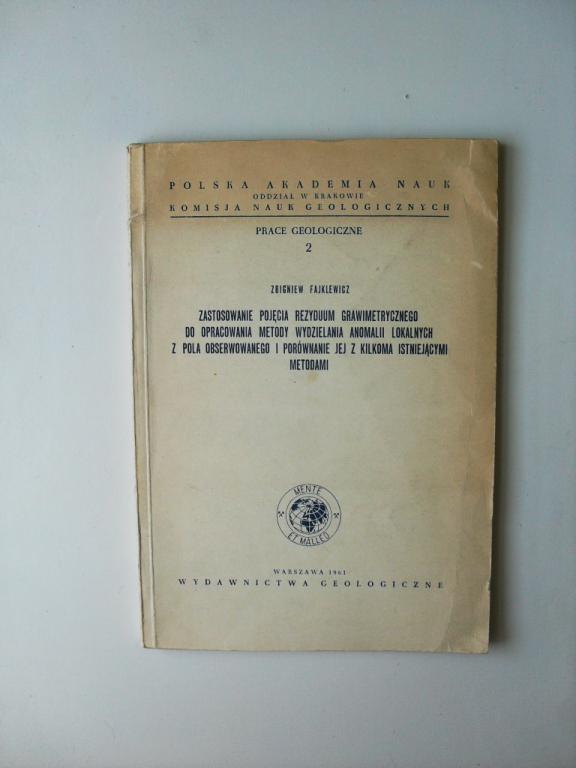 POLSKA AKADEMIA NAUK
ODDZIAŁ W KRAKOWIE
KOMISJA NAUK GEOLOGICZNYCH
PRACE GEOLOGICZNE
2
ZBIGNIEW FAJKLEWICZ
ZASTOSOWANIE POJĘCIA REZYDUUM GRAWIMETRYCZNEGO
DO OPRACOWANIA METODY WYDZIELANIA ANOMALII LOKALNYCH
Z POLA OBSERWOWANEGO I PORÓWNANIE JEJ Z KILKOMA ISTNIEJĄCYMI
METODAMI
MENTE
ET MALLEO
WARSZAWA 1961
WYDAWNICTWA GEOLOGICZNE